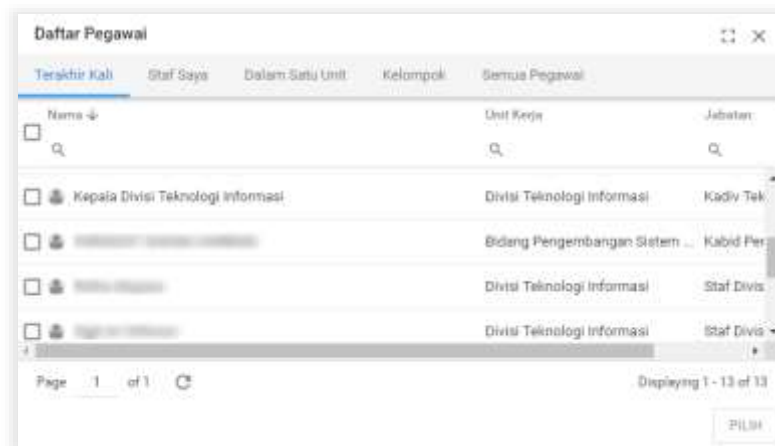 Daftar Pegawai
Terakhir Kali Staf Saya Dalam Satu Unit Kelompok Semua Pegawai
Nama Unit Kerja Jabatan
Kepala Divisi Teknologi Informasi Divisi Teknologi Informasi Kadiv Tek
Bidang Pengembangan Sistem ... Kabid Per
Divisi Teknologi Informasi Staf Divis
Divisi Teknologi Informasi Staf Divis
Page 1 of 1 Displaying 1 - 13 of 13
PILIH